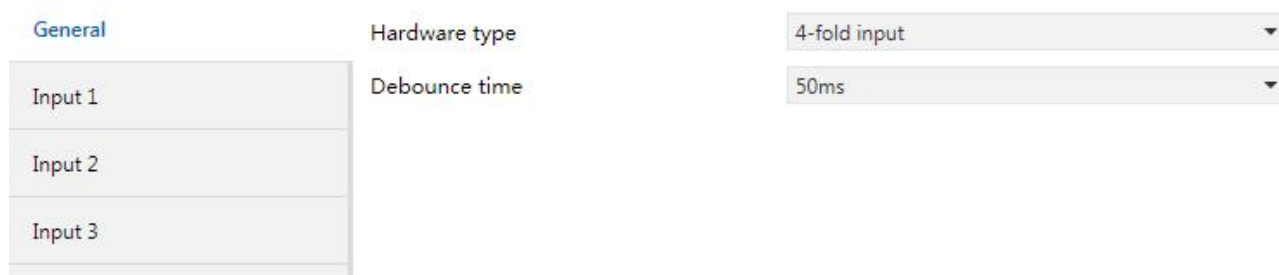 General
Hardware type 4-fold input
Debounce time 50ms
Input 1
Input 2
Input 3